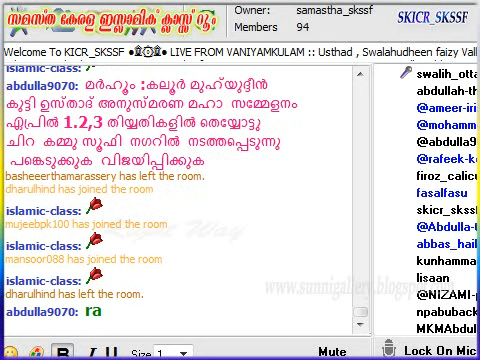 സമസ്ത കേരള ഇസ്ലാമിക് ക്ലാസ് റൂം
Owner: samastha_skssf
Members 94
SKICR_SKSSF
Welcome To KICR_SKSSF ●۩۞۩● LIVE FROM VANIYAMKULAM :: Usthad , Swalahudheen faizy Vall
islamic-class:
abdulla9070: മർഹൂം :കലൂർ മുഹ്‌യുദ്ദീൻ
കുട്ടി ഉസ്താദ് അനുസ്മരണ മഹാ സമ്മേളനം
ഏപ്രിൽ 1.2,3 തിയ്യതികളിൽ തെയ്യോട്ടു
ചിറ കമ്മു സൂഫി നഗറിൽ നടത്തപ്പെടുന്നു
പങ്കെടുക്കുക വിജയിപ്പിക്കുക
basheerthamarassery has left the room.
dharulhind has joined the room
islamic-class:
mujeebpk100 has joined the room
islamic-class:
mansoor088 has joined the room
islamic-class:
dharulhind has left the room.
abdulla9070: ra
www.sunnigallery.blogspot.
swalih_otta
abdullah-th
@ameer-iris
@mohamm
@abdulla9
@rafeek-ko
firoz_calicu
fasalfasu
skicr_skssf
@Abdulla-
abbas_hail
kunhamma
lisaan
@NIZAMI-p
npabuback
MKMAbdul
B I U Size 1
Mute
Lock On Mic